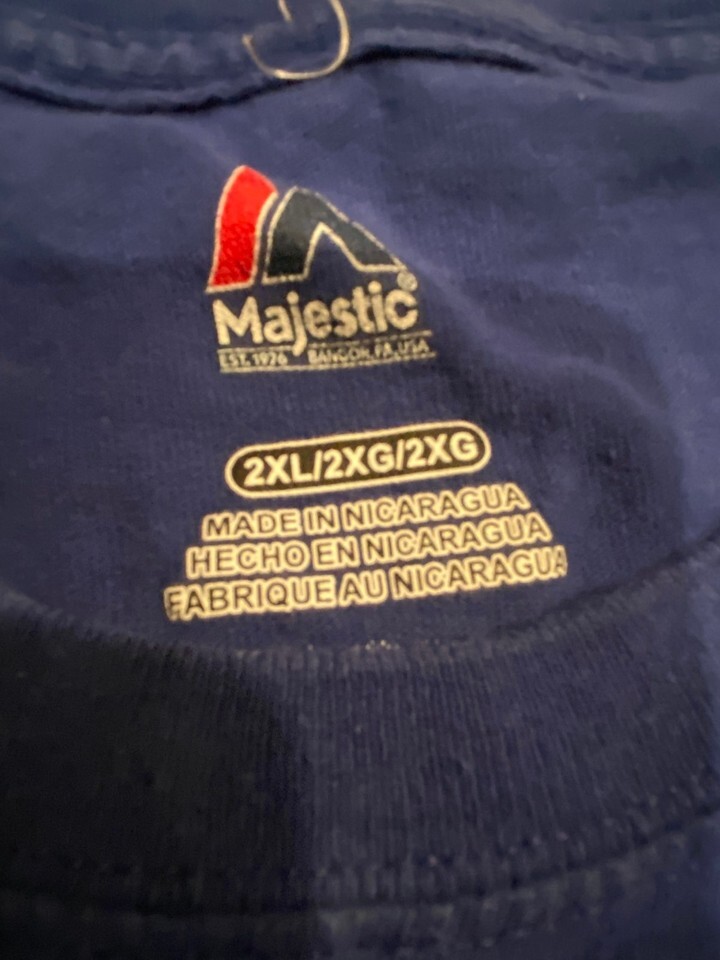 Majestic®
EST. 1976 BANGOR, PA, USA
2XL/2XG/2XG
MADE IN NICARAGUA
HECHO EN NICARAGUA
FABRIQUE AU NICARAGUA